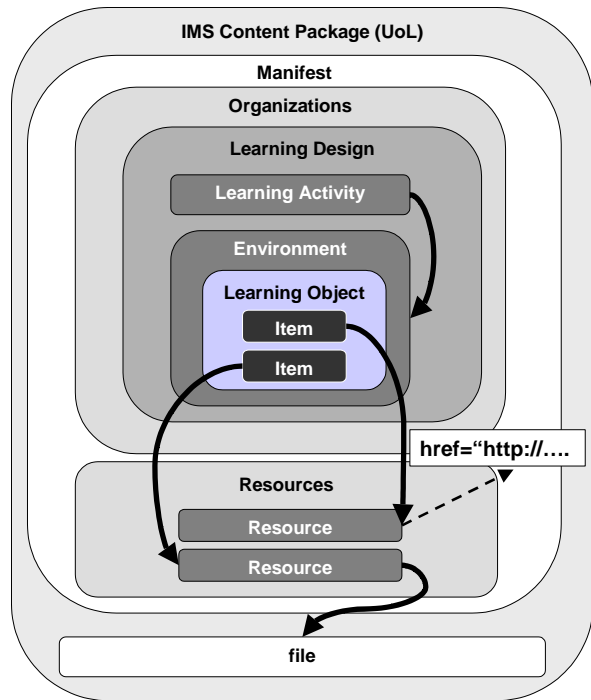 IMS Content Package (UoL)
Manifest
Organizations
Learning Design
Learning Activity
Environment
Learning Object
Item
Item
href=“http://….
Resources
Resource
Resource
file